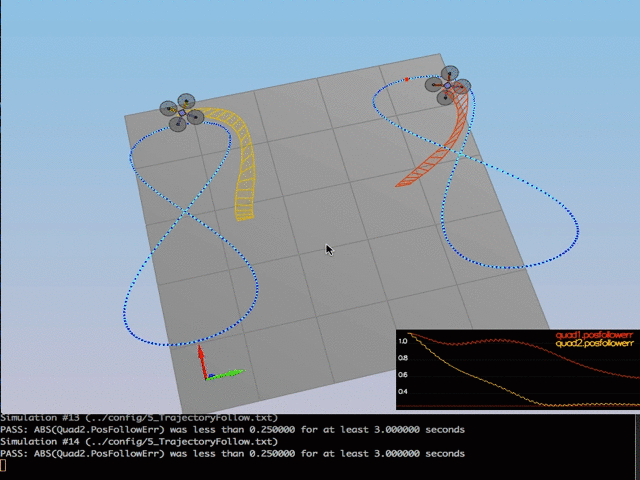 quad1.posfollowerr
quad2.posfollowerr
1.0
0.8
0.6
0.4
Simulation #13 (../config/5_TrajectoryFollow.txt)
PASS: ABS(Quad2.PosFollowErr) was less than 0.250000 for at least 3.000000 seconds
Simulation #14 (../config/5_TrajectoryFollow.txt)
PASS: ABS(Quad2.PosFollowErr) was less than 0.250000 for at least 3.000000 seconds